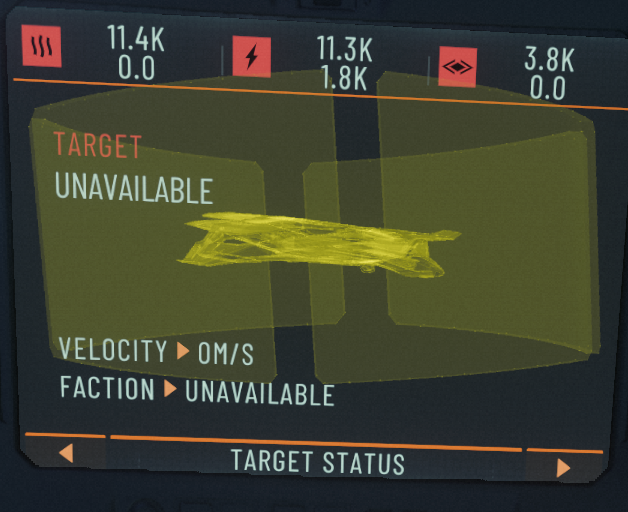 11.4K
0.0
11.3K
1.8K
3.8K
0.0
TARGET
UNAVAILABLE
VELOCITY ▶ 0M/S
FACTION ▶ UNAVAILABLE
TARGET STATUS